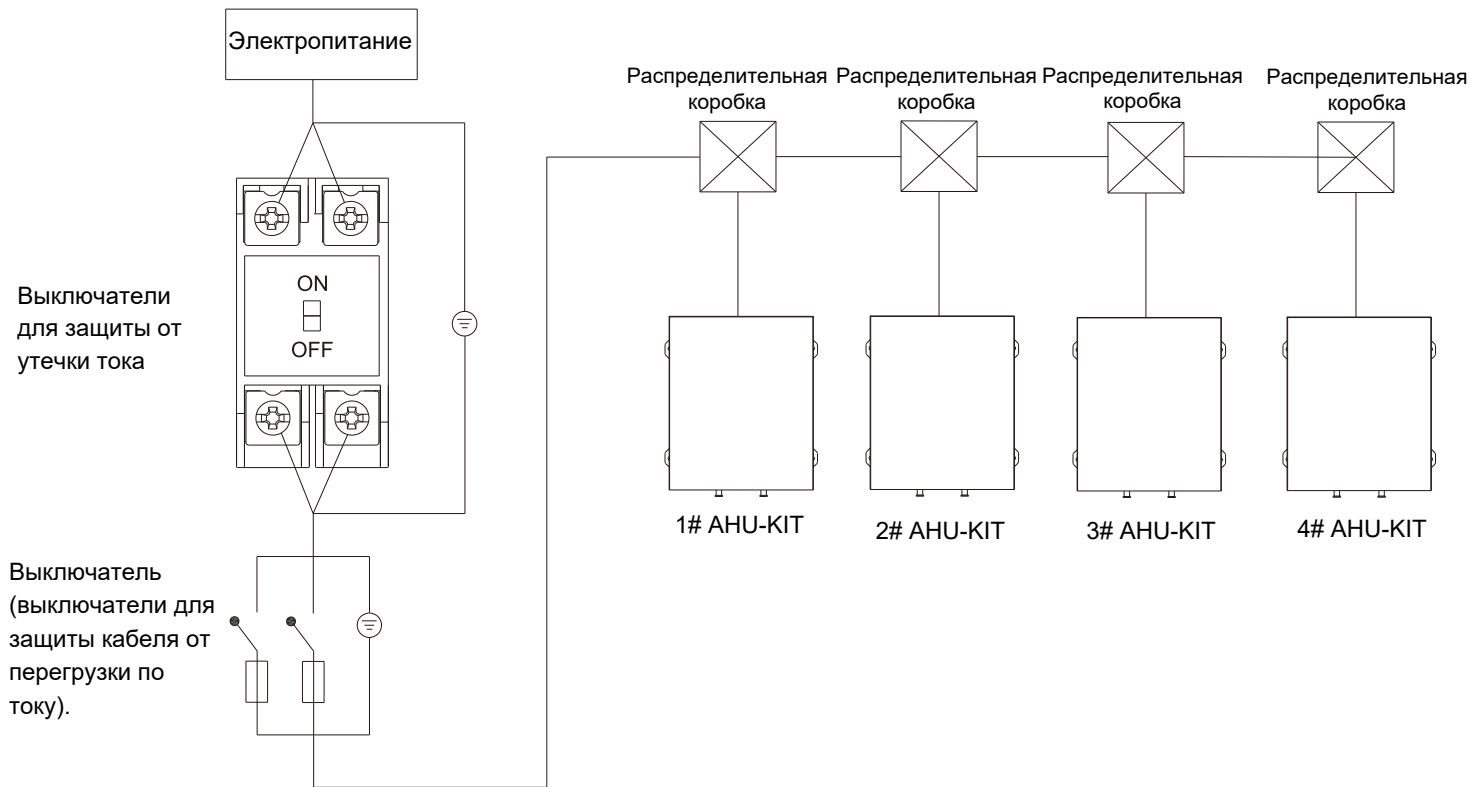 Электропитание
Распределительная
коробка
Распределительная
коробка
Распределительная
коробка
Распределительная
коробка
Выключатели
для защиты от
утечки тока
ON
OFF
1# AHU-KIT
2# AHU-KIT
3# AHU-KIT
4# AHU-KIT
Выключатель
(выключатели для
защиты кабеля от
перегрузки по
току).